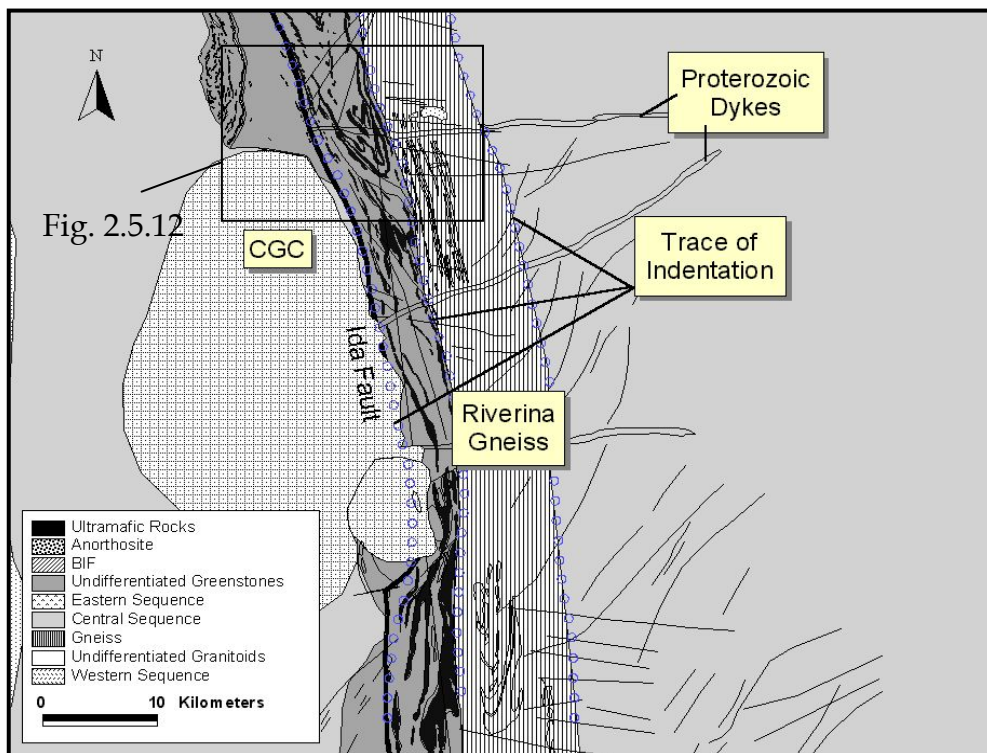 N
Proterozoic
Dykes
Fig. 2.5.12
CGC
Trace of
Indentation
Ida Fault
Riverina
Gneiss
Ultramafic Rocks
Anorthosite
BIF
Undifferentiated Greenstones
Eastern Sequence
Central Sequence
Gneiss
Undifferentiated Granitoids
Western Sequence
0 10 Kilometers